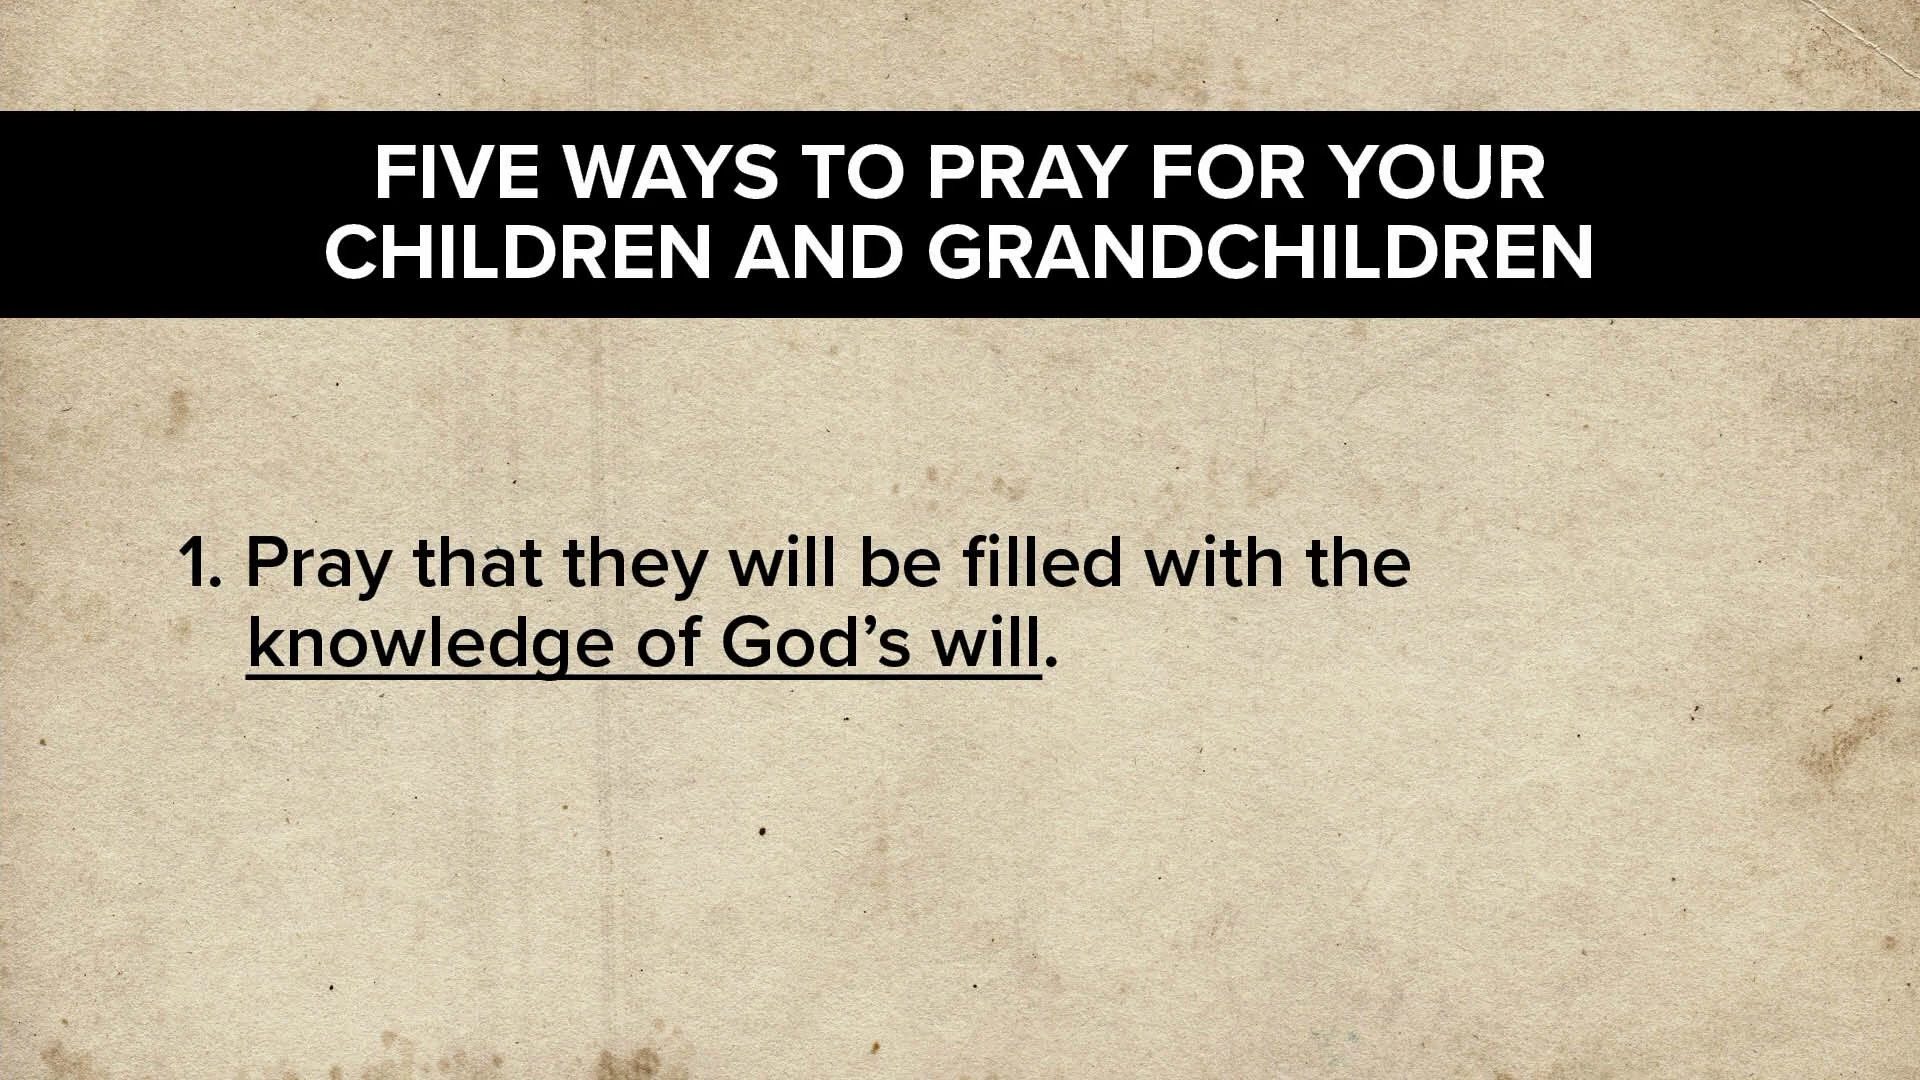 FIVE WAYS TO PRAY FOR YOUR
CHILDREN AND GRANDCHILDREN
1. Pray that they will be filled with the
knowledge of God’s will.